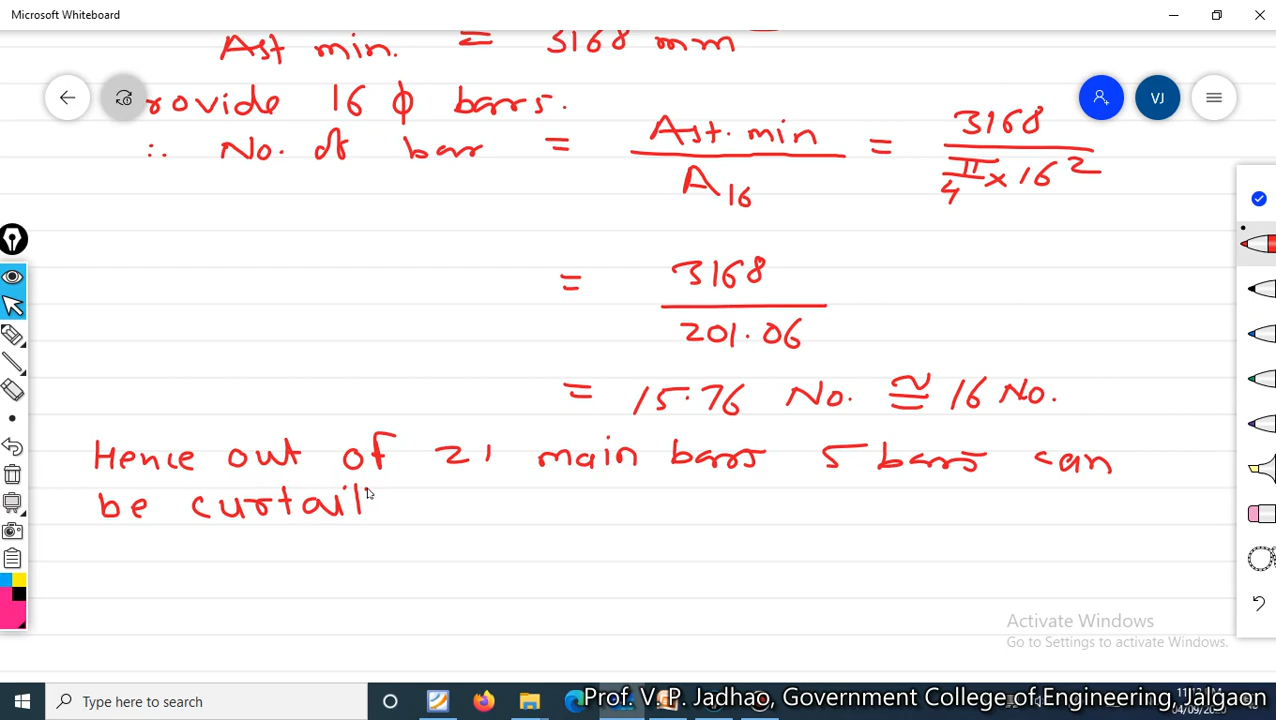 Microsoft Whiteboard
Ast min. = 3168 mm
rovide 16 ϕ bars.
∴ No. of bar = Ast. min / A16 = 3168 / π/4 × 16²
VJ
= 3168 / 201.06
= 15.76 No. ≅ 16 No.
Hence out of 21 main bars 5 bars can
be curtail
Activate Windows
Go to Settings to activate Windows.
Type here to search
Prof. V. P. Jadhao, Government College of Engineering, Jalgaon